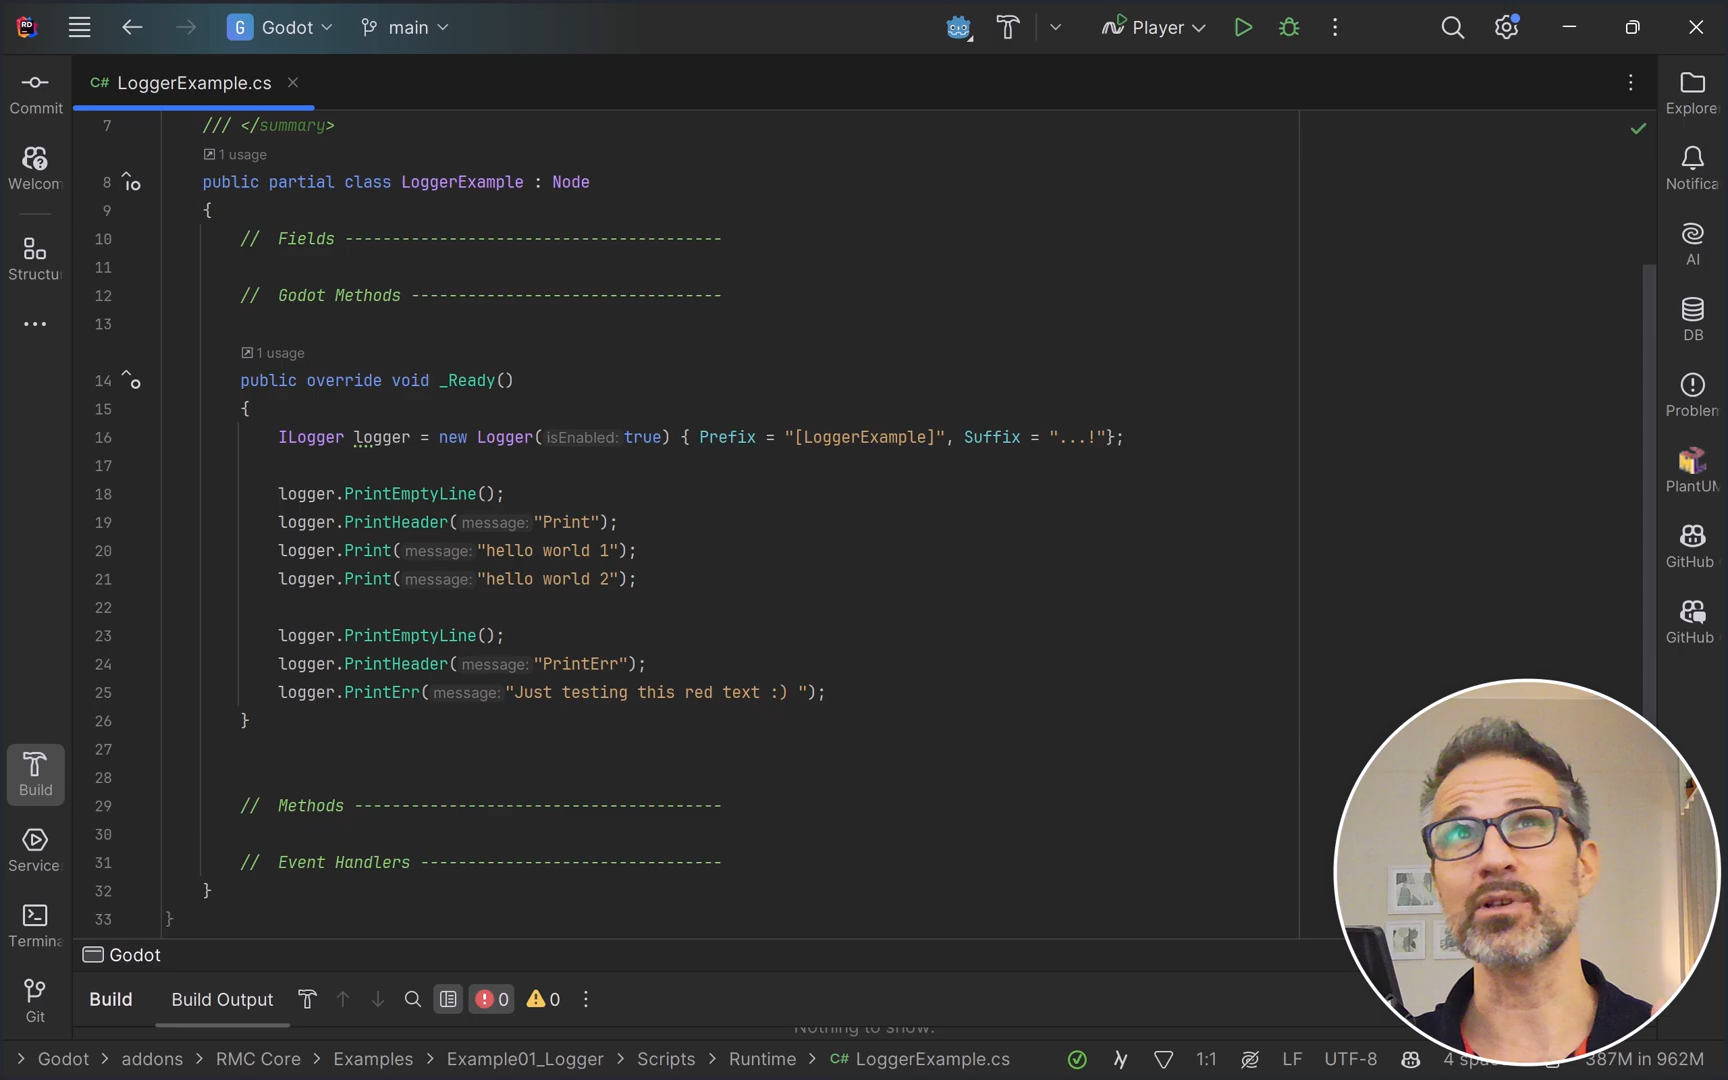 G Godot main Player
C# LoggerExample.cs
Commit
Welcom
Structu
Build
Service
Termina
Git
7 /// </summary>
1 usage
8 public partial class LoggerExample : Node
9 {
10 // Fields ----------------------------------------
11
12 // Godot Methods ---------------------------------
13
1 usage
14 public override void _Ready()
15 {
16 ILogger logger = new Logger( isEnabled: true) { Prefix = "[LoggerExample]", Suffix = "...!"};
17
18 logger.PrintEmptyLine();
19 logger.PrintHeader( message: "Print");
20 logger.Print( message: "hello world 1");
21 logger.Print( message: "hello world 2");
22
23 logger.PrintEmptyLine();
24 logger.PrintHeader( message: "PrintErr");
25 logger.PrintErr( message: "Just testing this red text :) ");
26 }
27
28
29 // Methods ---------------------------------------
30
31 // Event Handlers --------------------------------
32 }
33 }
Explore
Notifica
AI
DB
Problem
PlantUM
GitHub
GitHub
Godot
Build Build Output 0 0
Nothing to show.
Godot addons RMC Core Examples Example01_Logger Scripts Runtime C# LoggerExample.cs 1:1 LF UTF-8 4 387M in 962M